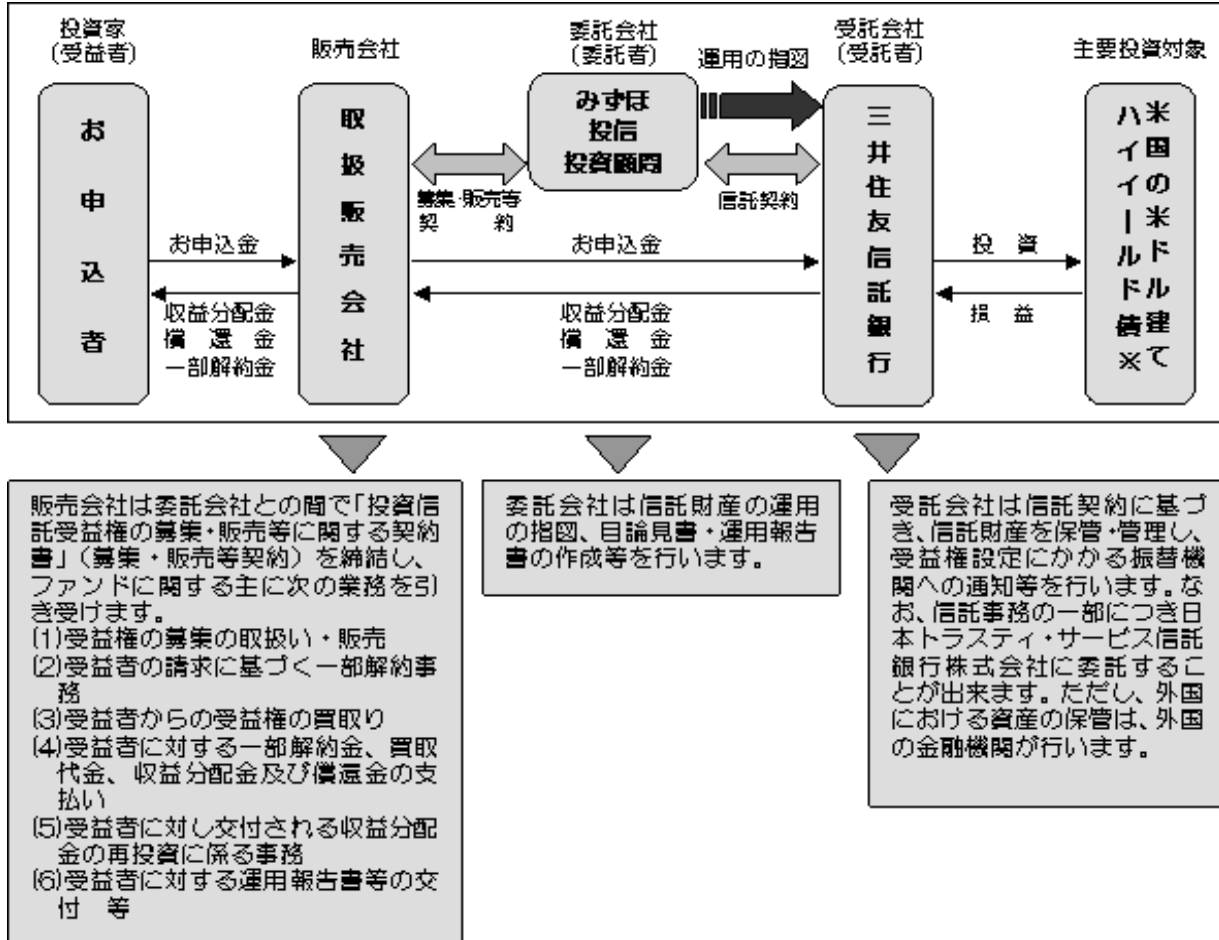 投資家
(受益者)
販売会社
委託会社
(委託者)
運用の指図
受託会社
(受託者)
主要投資対象
お申込者
取扱販売会社
みずほ
投信
投資顧問
三井住友信託銀行
米国の米ドル建て
ハイイールド債※
募集・販売等
契　約
信託契約
お申込金
お申込金
投　資
収益分配金
償　還　金
一部解約金
収益分配金
償　還　金
一部解約金
損　益
販売会社は委託会社との間で「投資信
託受益権の募集・販売等に関する契約
書」（募集・販売等契約）を締結し、
ファンドに関する主に次の業務を引
き受けます。
(1)受益権の募集の取扱い・販売
(2)受益者の請求に基づく一部解約事
務
(3)受益者からの受益権の買取り
(4)受益者に対する一部解約金、買取
代金、収益分配金及び償還金の支
払い
(5)受益者に対し交付される収益分配
金の再投資に係る事務
(6)受益者に対する運用報告書等の交
付　等
委託会社は信託財産の運用
の指図、目論見書・運用報告
書の作成等を行います。
受託会社は信託契約に基づ
き、信託財産を保管・管理し、
受益権設定にかかる振替機
関への通知等を行います。な
お、信託事務の一部につき日
本トラスティ・サービス信託
銀行株式会社に委託するこ
とが出来ます。ただし、外国
における資産の保管は、外国
の金融機関が行います。